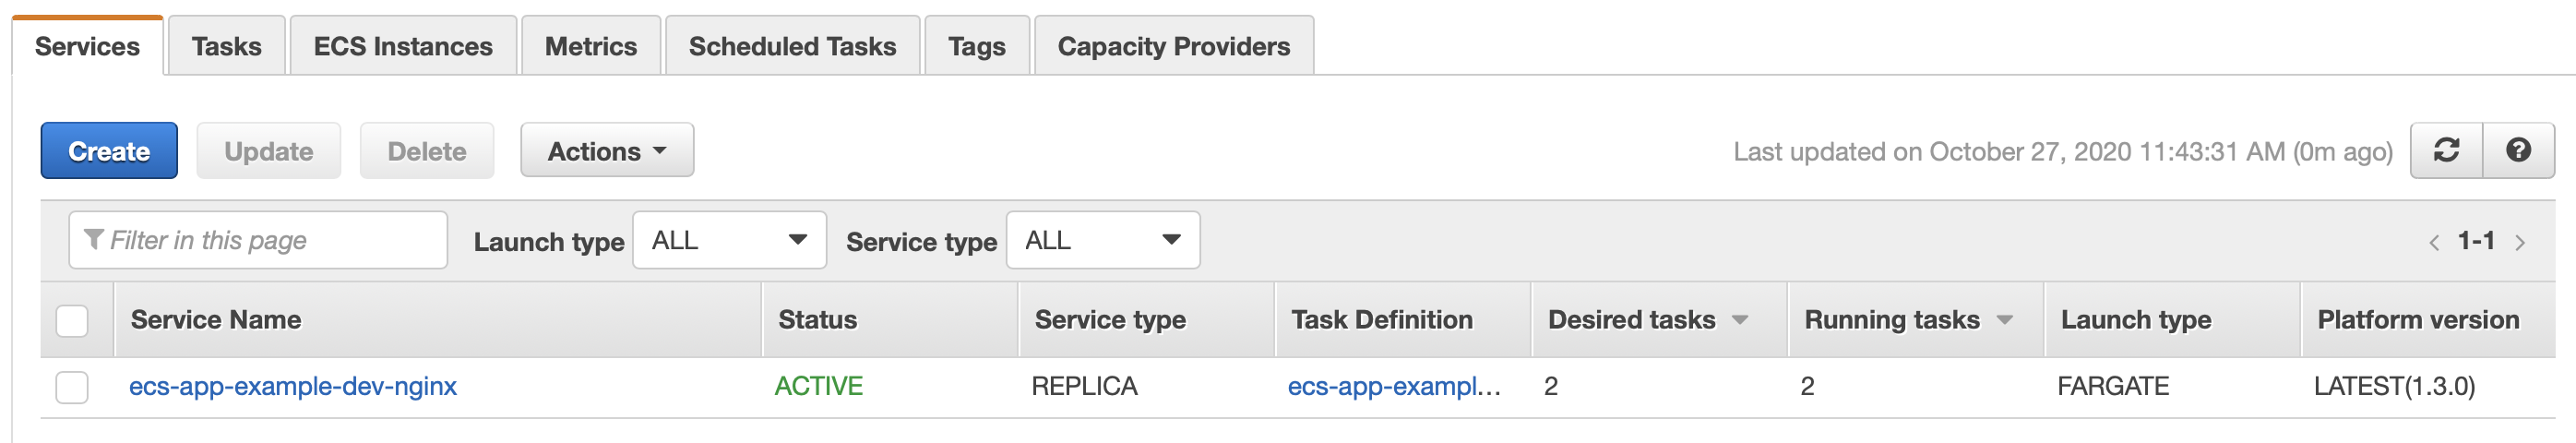 Services Tasks ECS Instances Metrics Scheduled Tasks Tags Capacity Providers
Create Update Delete Actions Last updated on October 27, 2020 11:43:31 AM (0m ago)
Filter in this page Launch type ALL Service type ALL 1-1
Service Name Status Service type Task Definition Desired tasks Running tasks Launch type Platform version
ecs-app-example-dev-nginx ACTIVE REPLICA ecs-app-exampl... 2 2 FARGATE LATEST(1.3.0)